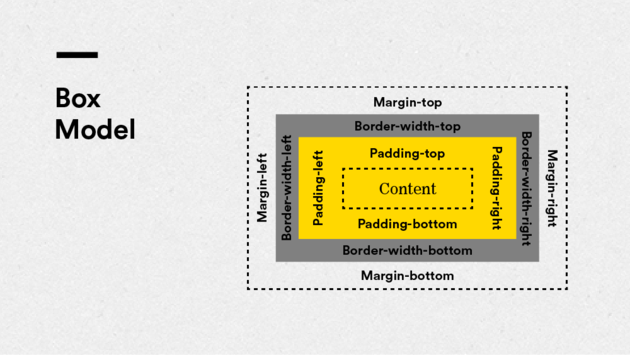 Box
Model
Margin-top
Border-width-top
Padding-top
Margin-left
Border-width-left
Padding-left
Content
Padding-right
Border-width-right
Margin-right
Padding-bottom
Border-width-bottom
Margin-bottom